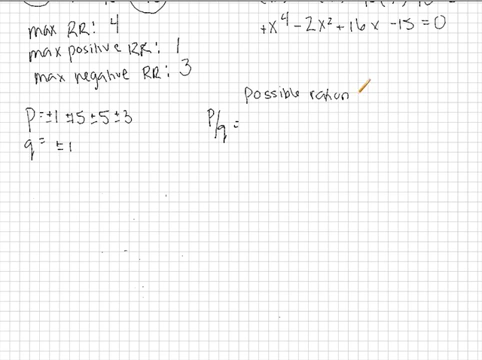 max RR: 4
max positive RR: 1
max negative RR: 3
+x⁴ - 2x² + 16x - 15 = 0
P = ±1 ±15 ±5 ±3
q = ±1
possible ration
P/q =